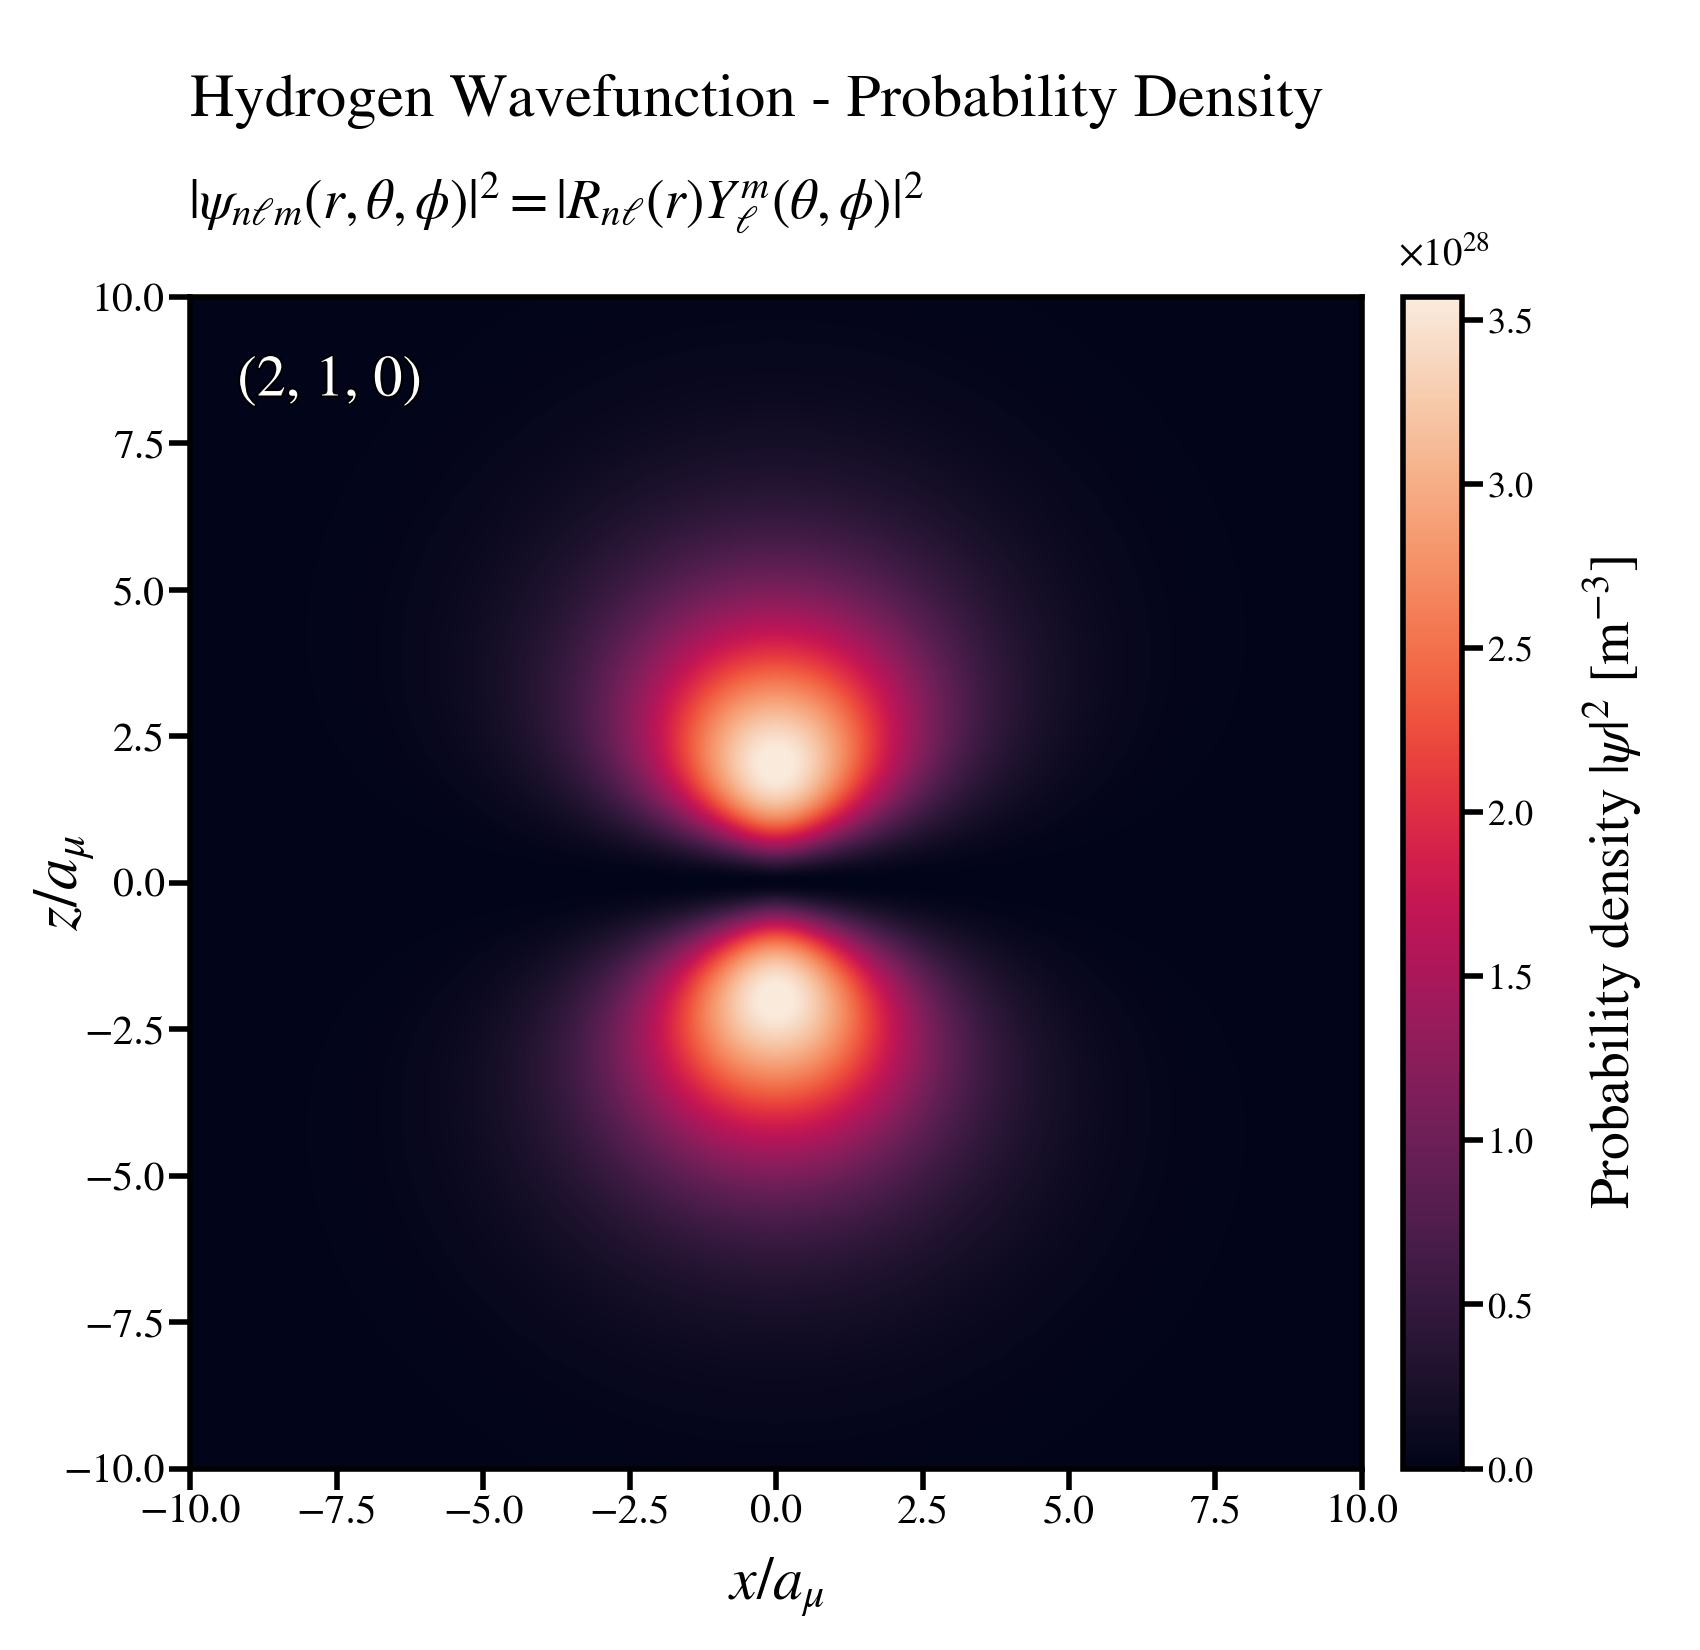 Hydrogen Wavefunction - Probability Density
|ψₙℓₘ(r, θ, ϕ)|² = |Rₙℓ(r)Yℓᵐ(θ, ϕ)|²
×10²⁸
(2, 1, 0)
10.0
7.5
5.0
2.5
0.0
−2.5
−5.0
−7.5
−10.0
z/aμ
−10.0 −7.5 −5.0 −2.5 0.0 2.5 5.0 7.5 10.0
x/aμ
3.5
3.0
2.5
2.0
1.5
1.0
0.5
0.0
Probability density |ψ|² [m⁻³]